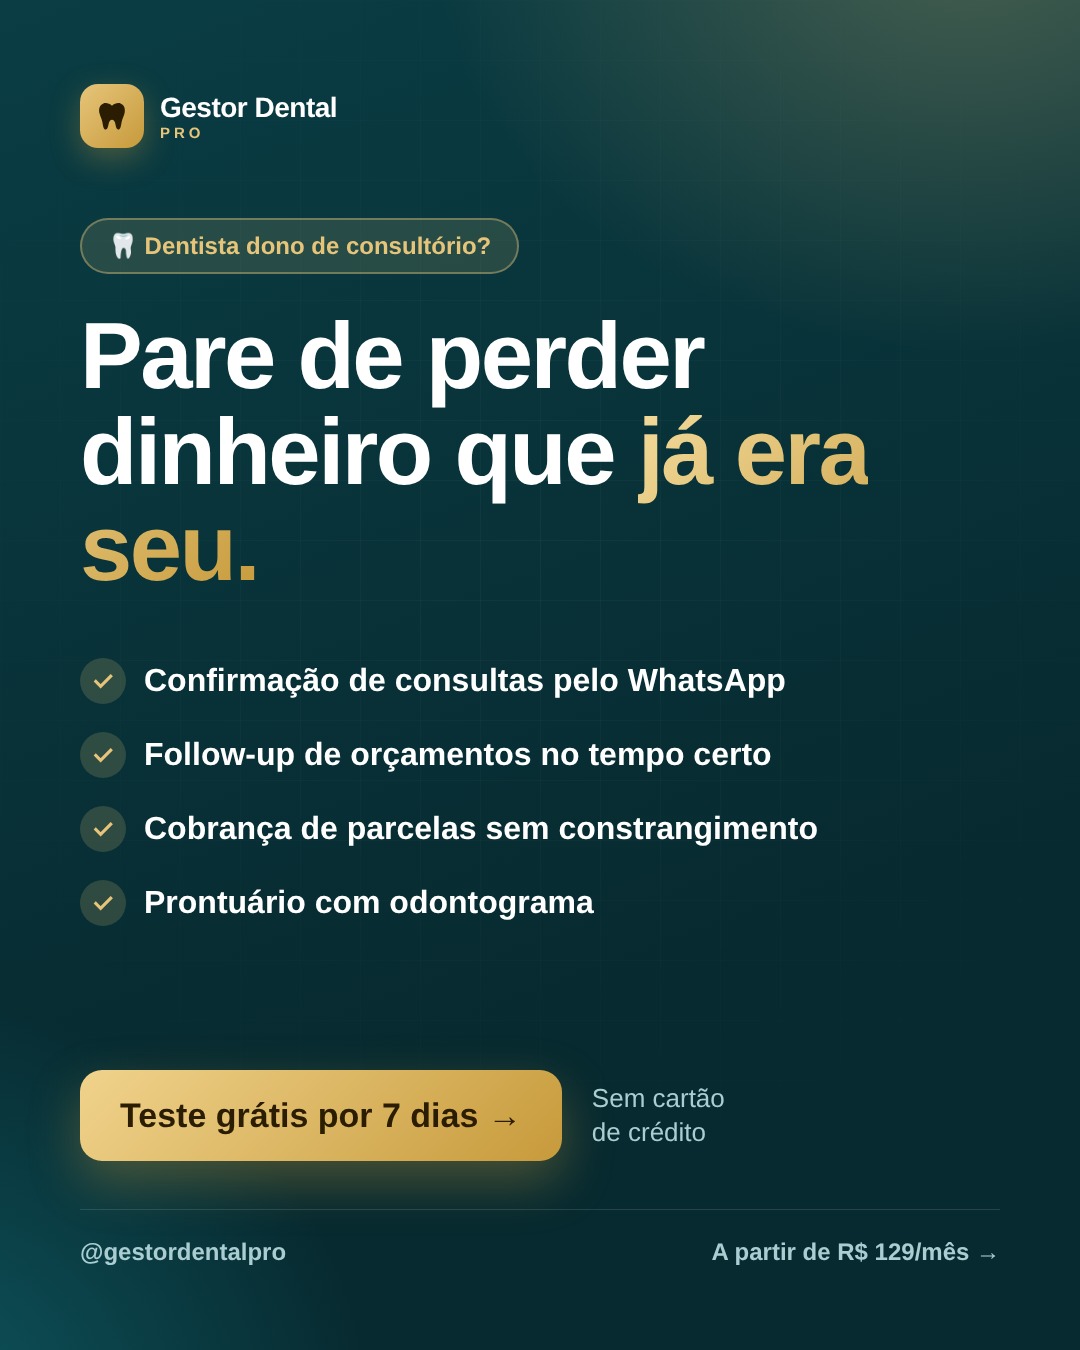 Gestor Dental
PRO
🦷 Dentista dono de consultório?
Pare de perder
dinheiro que já era
seu.
Confirmação de consultas pelo WhatsApp
Follow-up de orçamentos no tempo certo
Cobrança de parcelas sem constrangimento
Prontuário com odontograma
Teste grátis por 7 dias →
Sem cartão
de crédito
@gestordentalpro
A partir de R$ 129/mês →